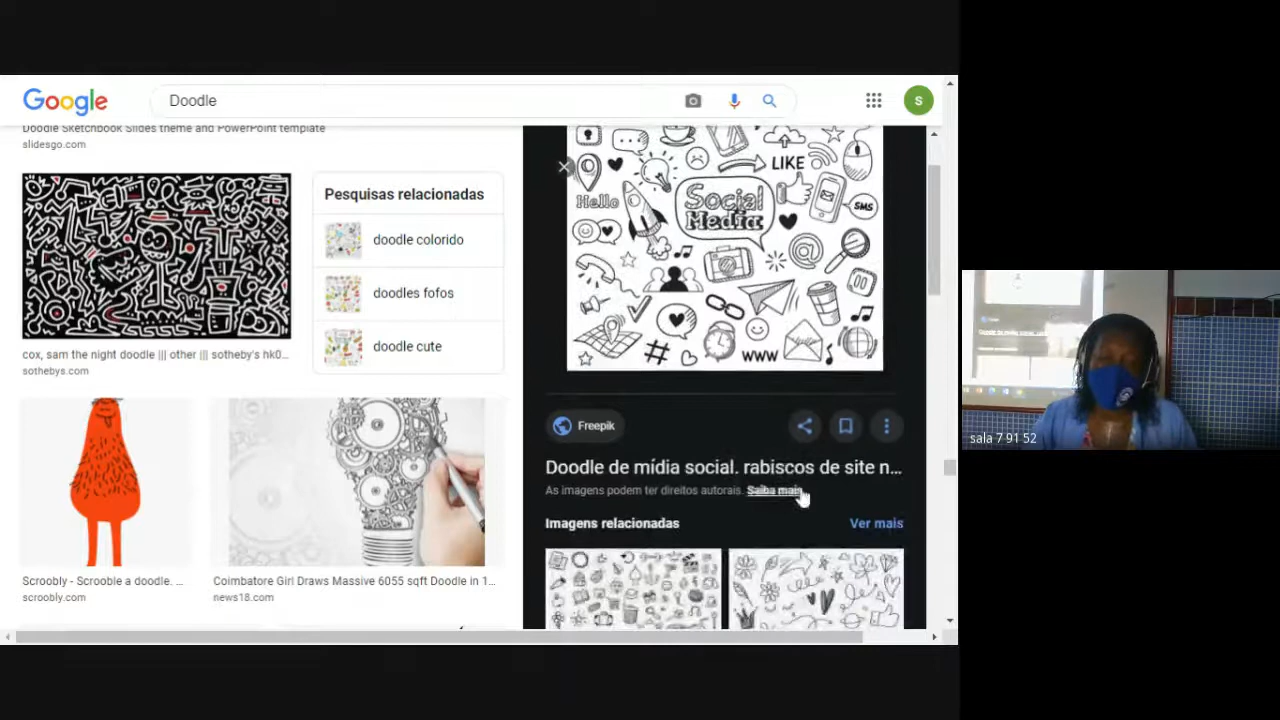 Google
Doodle
S
Doodle Sketchbook Slides theme and PowerPoint template
slidesgo.com
Pesquisas relacionadas
doodle colorido
doodles fofos
doodle cute
cox, sam the night doodle ||| other ||| sotheby's hk0...
sothebys.com
Scroobly - Scrooble a doodle. ...
scroobly.com
Coimbatore Girl Draws Massive 6055 sqft Doodle in 1...
news18.com
LIKE
Hello
Social
Media
SMS
@
#
WWW
Freepik
Doodle de mídia social. rabiscos de site n...
As imagens podem ter direitos autorais. Saiba mais
Imagens relacionadas
Ver mais
sala 7 91 52